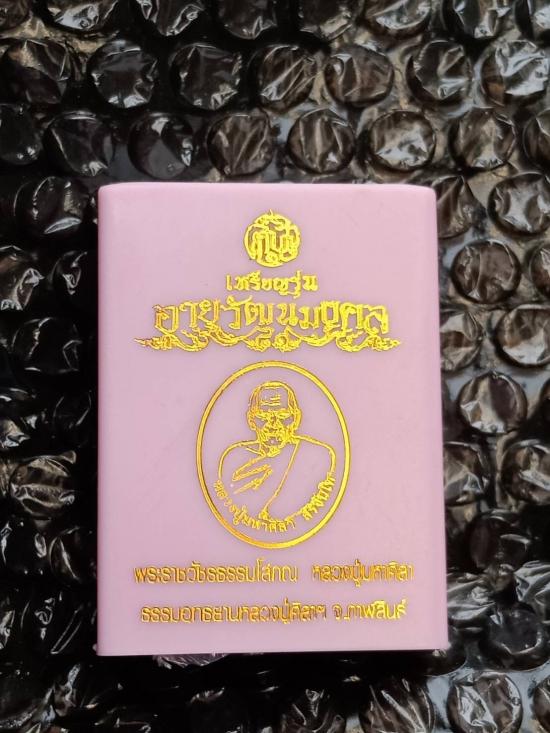 เหรียญรุ่น
อายุวัฒนมงคล
หลวงปู่มหาศิลา สิริจันโท
พระราชวัชรธรรมโสภณ หลวงปู่มหาศิลา
ธรรมอุทยานหลวงปู่ศิลาฯ จ.กาฬสินธุ์